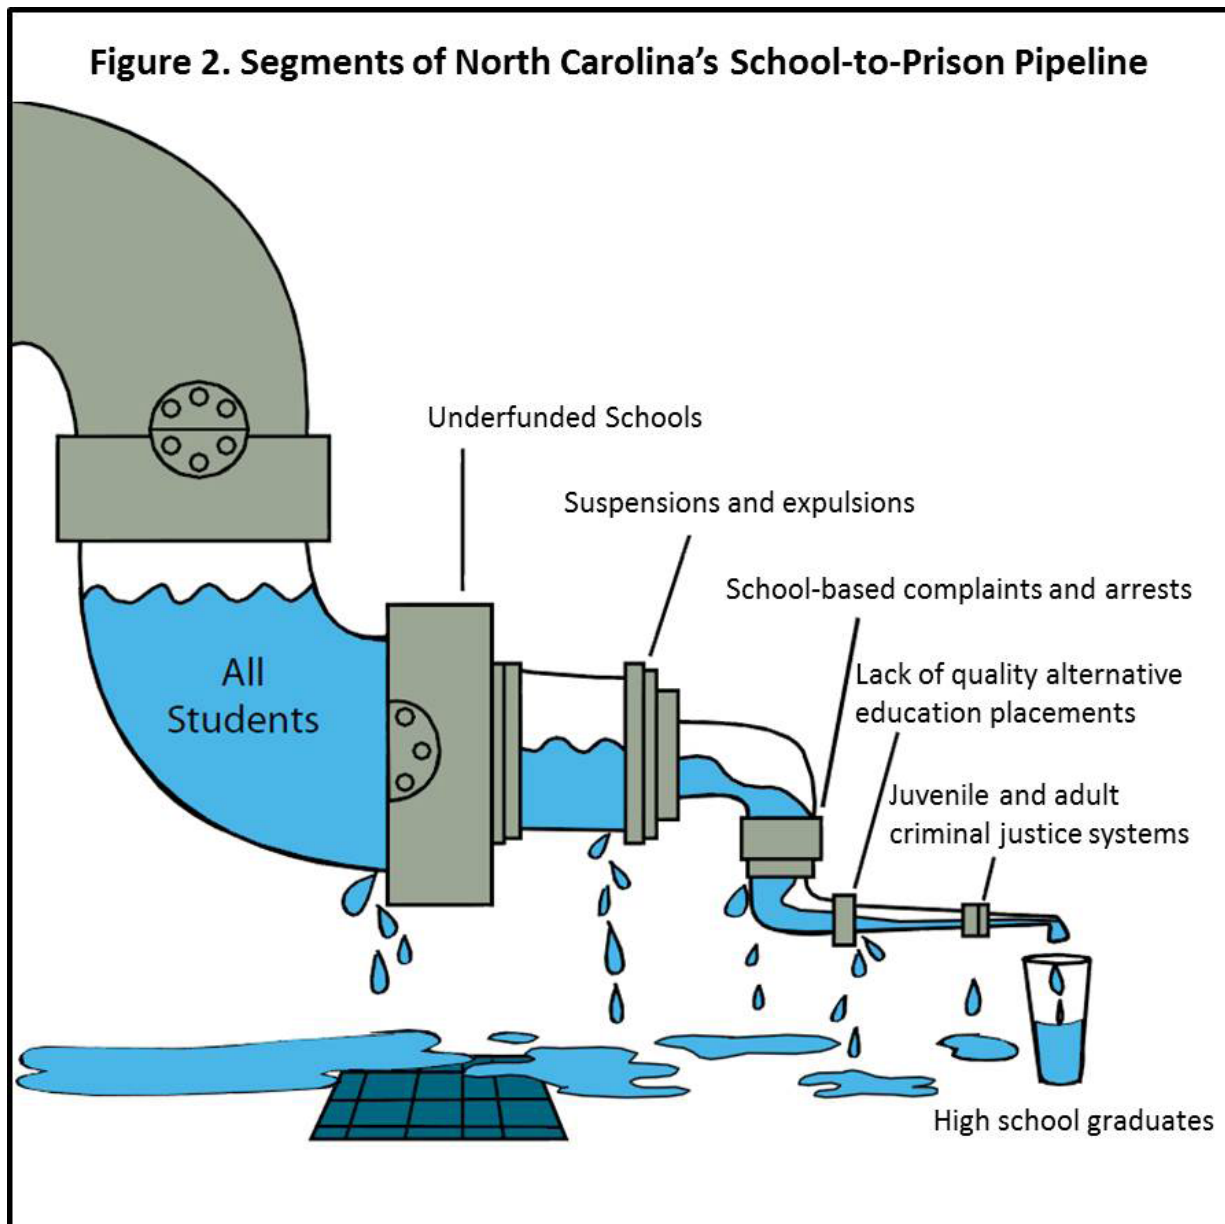 Figure 2. Segments of North Carolina’s School-to-Prison Pipeline
Underfunded Schools
Suspensions and expulsions
School-based complaints and arrests
All
Students
Lack of quality alternative
education placements
Juvenile and adult
criminal justice systems
High school graduates